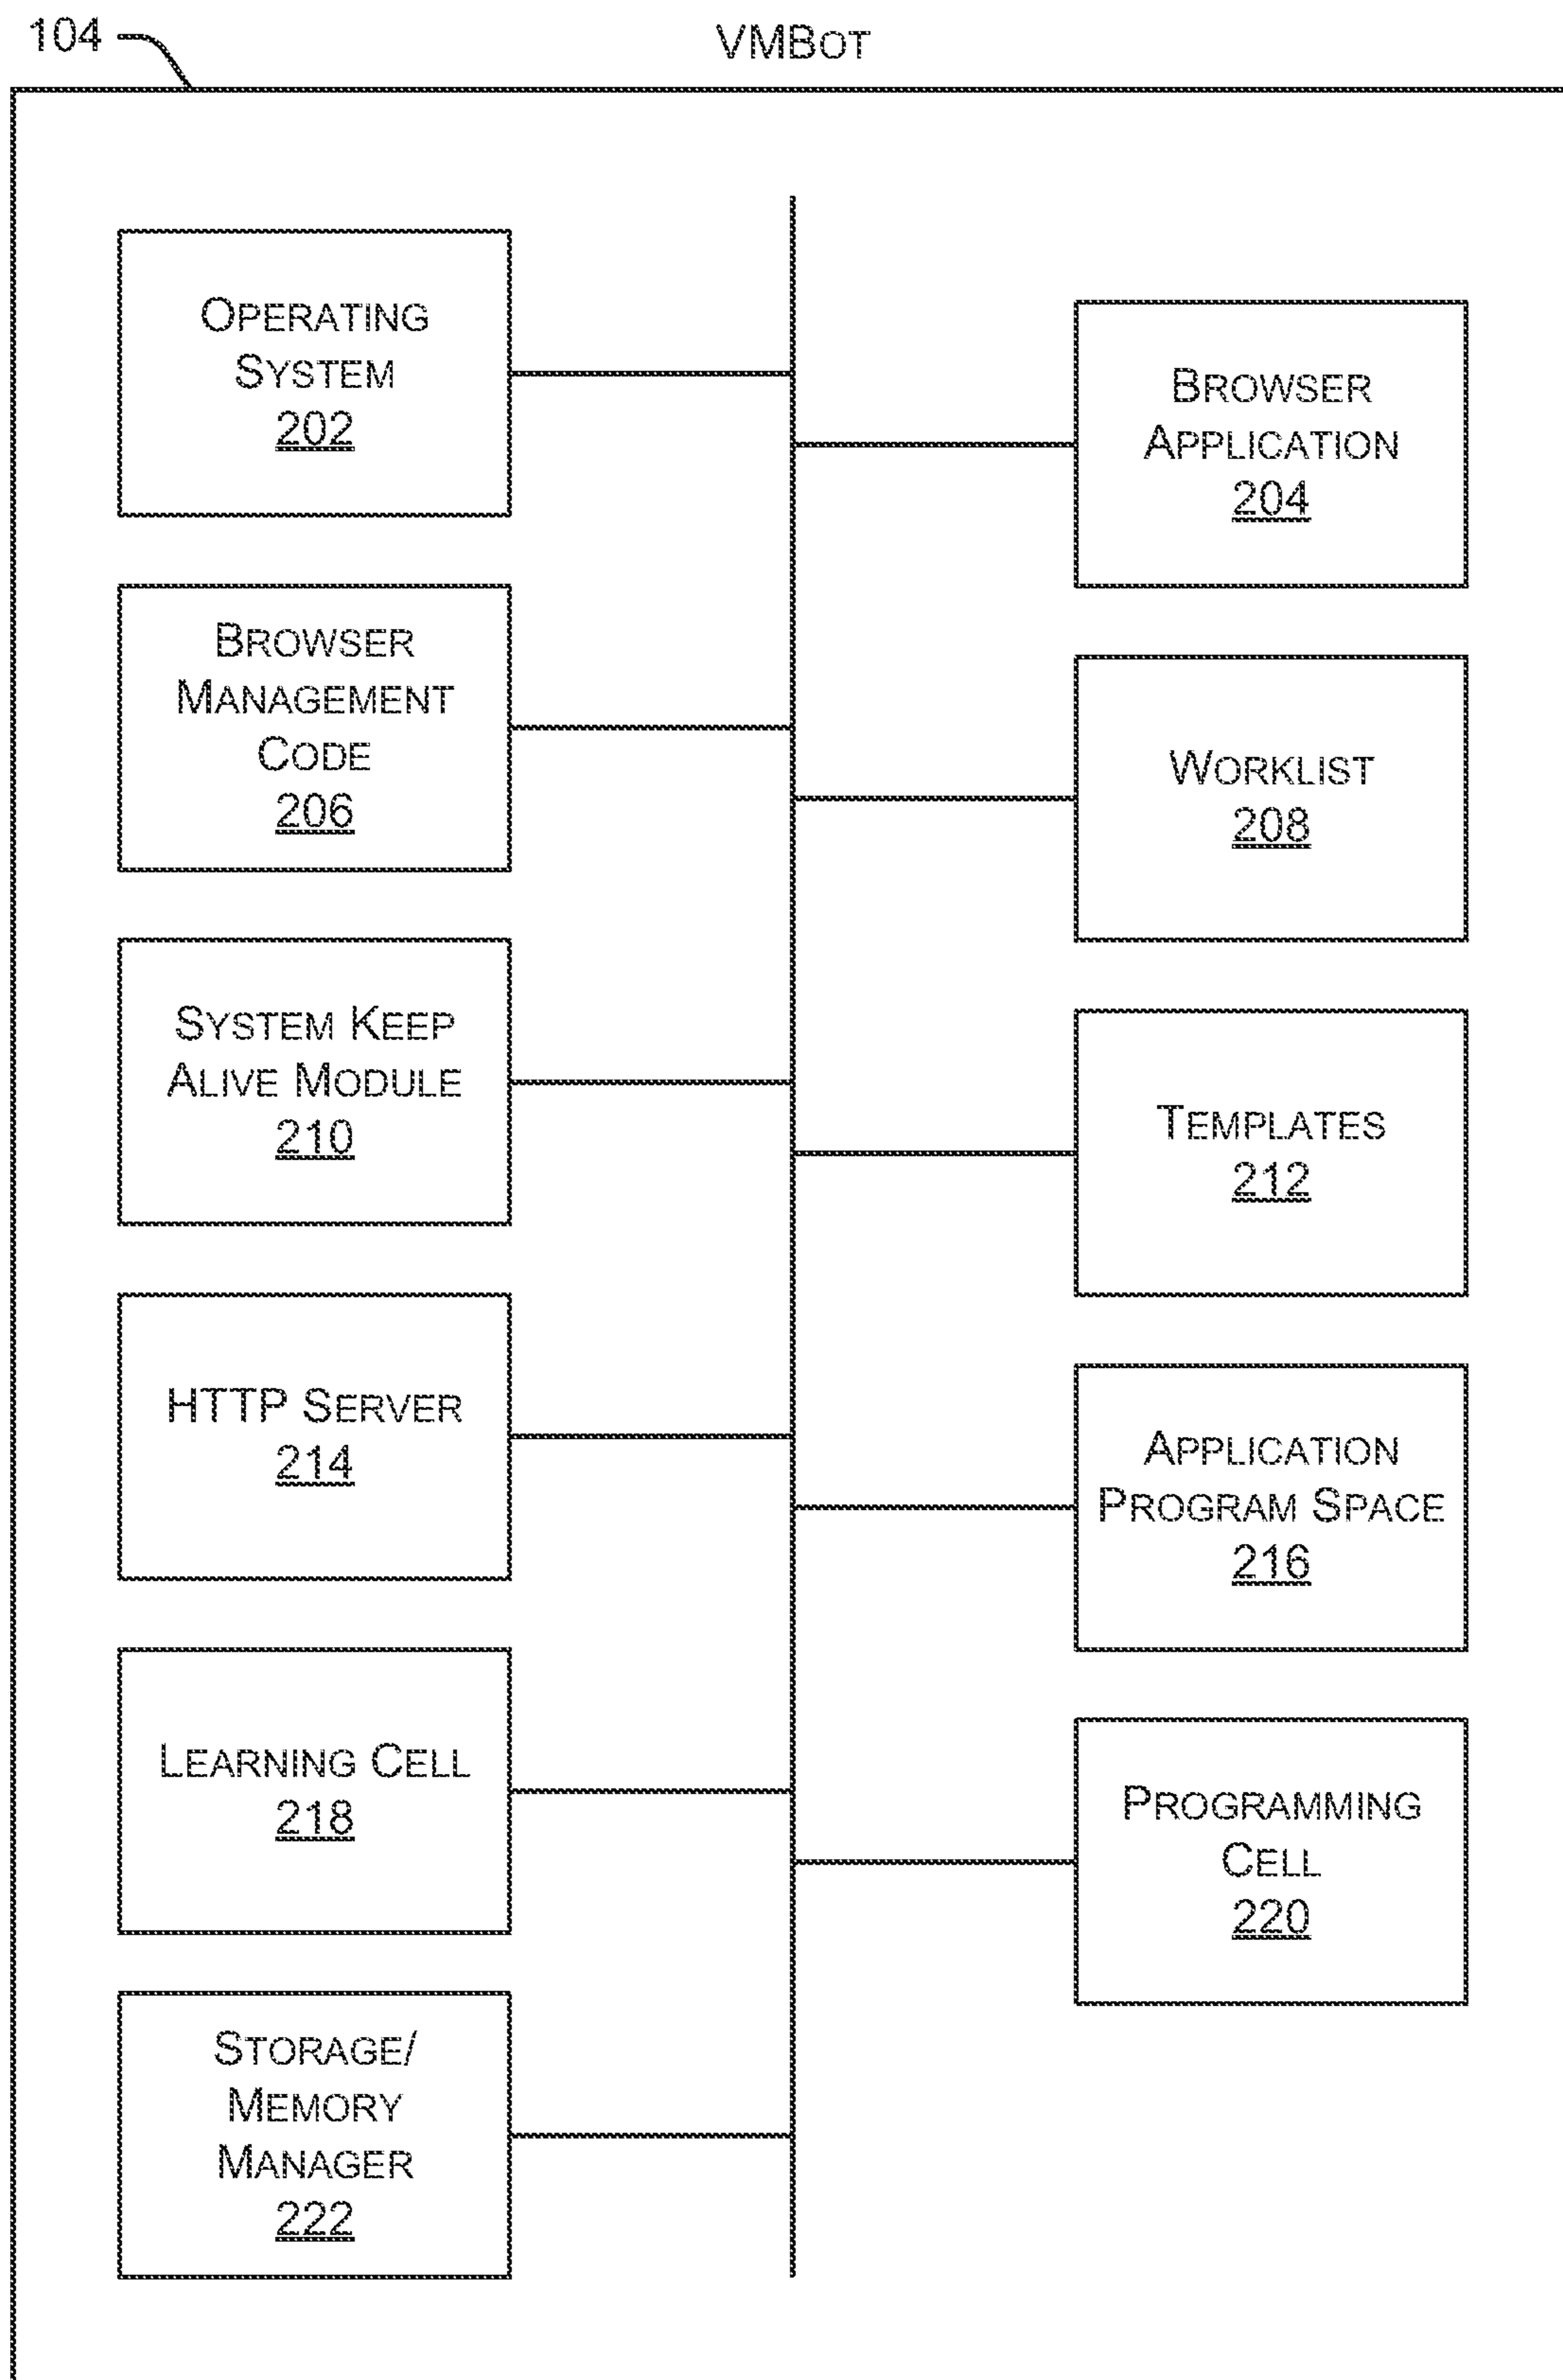 104
VMBOT
OPERATING
SYSTEM
202
BROWSER
APPLICATION
204
BROWSER
MANAGEMENT
CODE
206
WORKLIST
208
SYSTEM KEEP
ALIVE MODULE
210
TEMPLATES
212
HTTP SERVER
214
APPLICATION
PROGRAM SPACE
216
LEARNING CELL
218
PROGRAMMING
CELL
220
STORAGE/
MEMORY
MANAGER
222